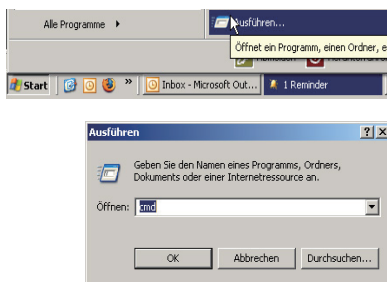 Alle Programme
Ausführen...
Öffnet ein Programm, einen Ordner, e
Start
Inbox - Microsoft Out...
1 Reminder
Ausführen
Geben Sie den Namen eines Programms, Ordners,
Dokuments oder einer Internetressource an.
Öffnen: cmd
OK Abbrechen Durchsuchen...